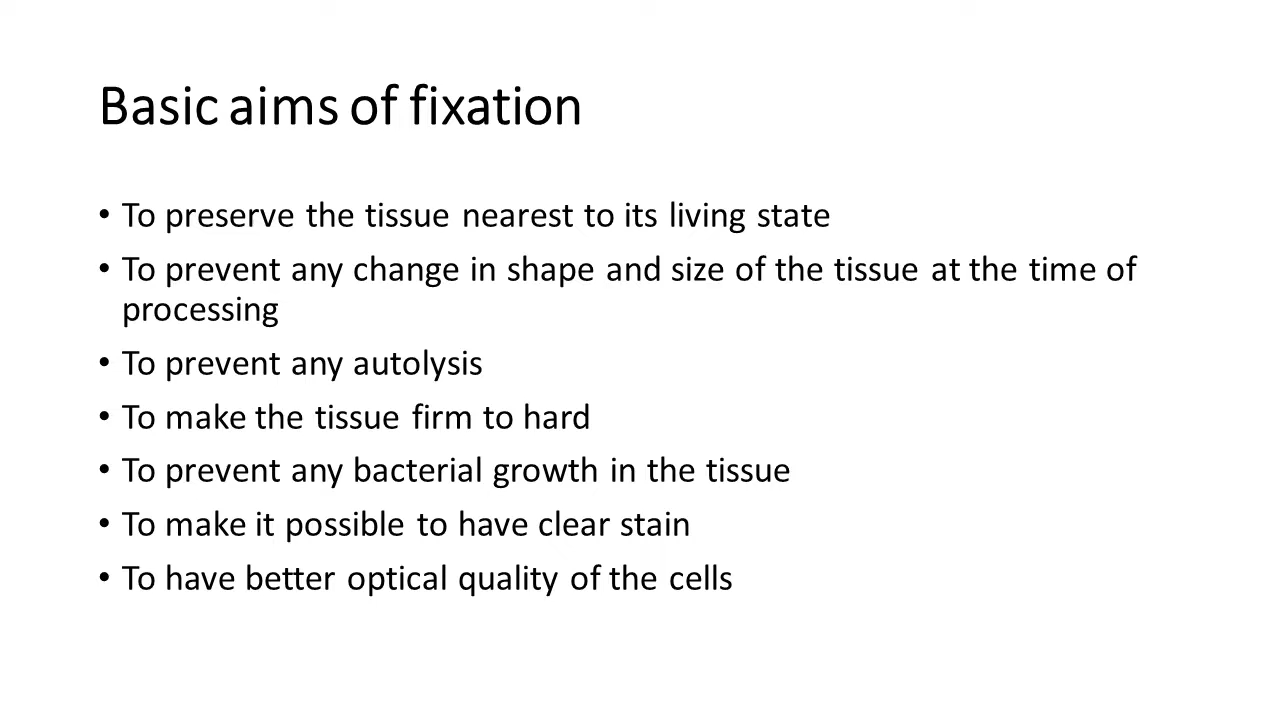 Basic aims of fixation
• To preserve the tissue nearest to its living state
• To prevent any change in shape and size of the tissue at the time of
processing
• To prevent any autolysis
• To make the tissue firm to hard
• To prevent any bacterial growth in the tissue
• To make it possible to have clear stain
• To have better optical quality of the cells